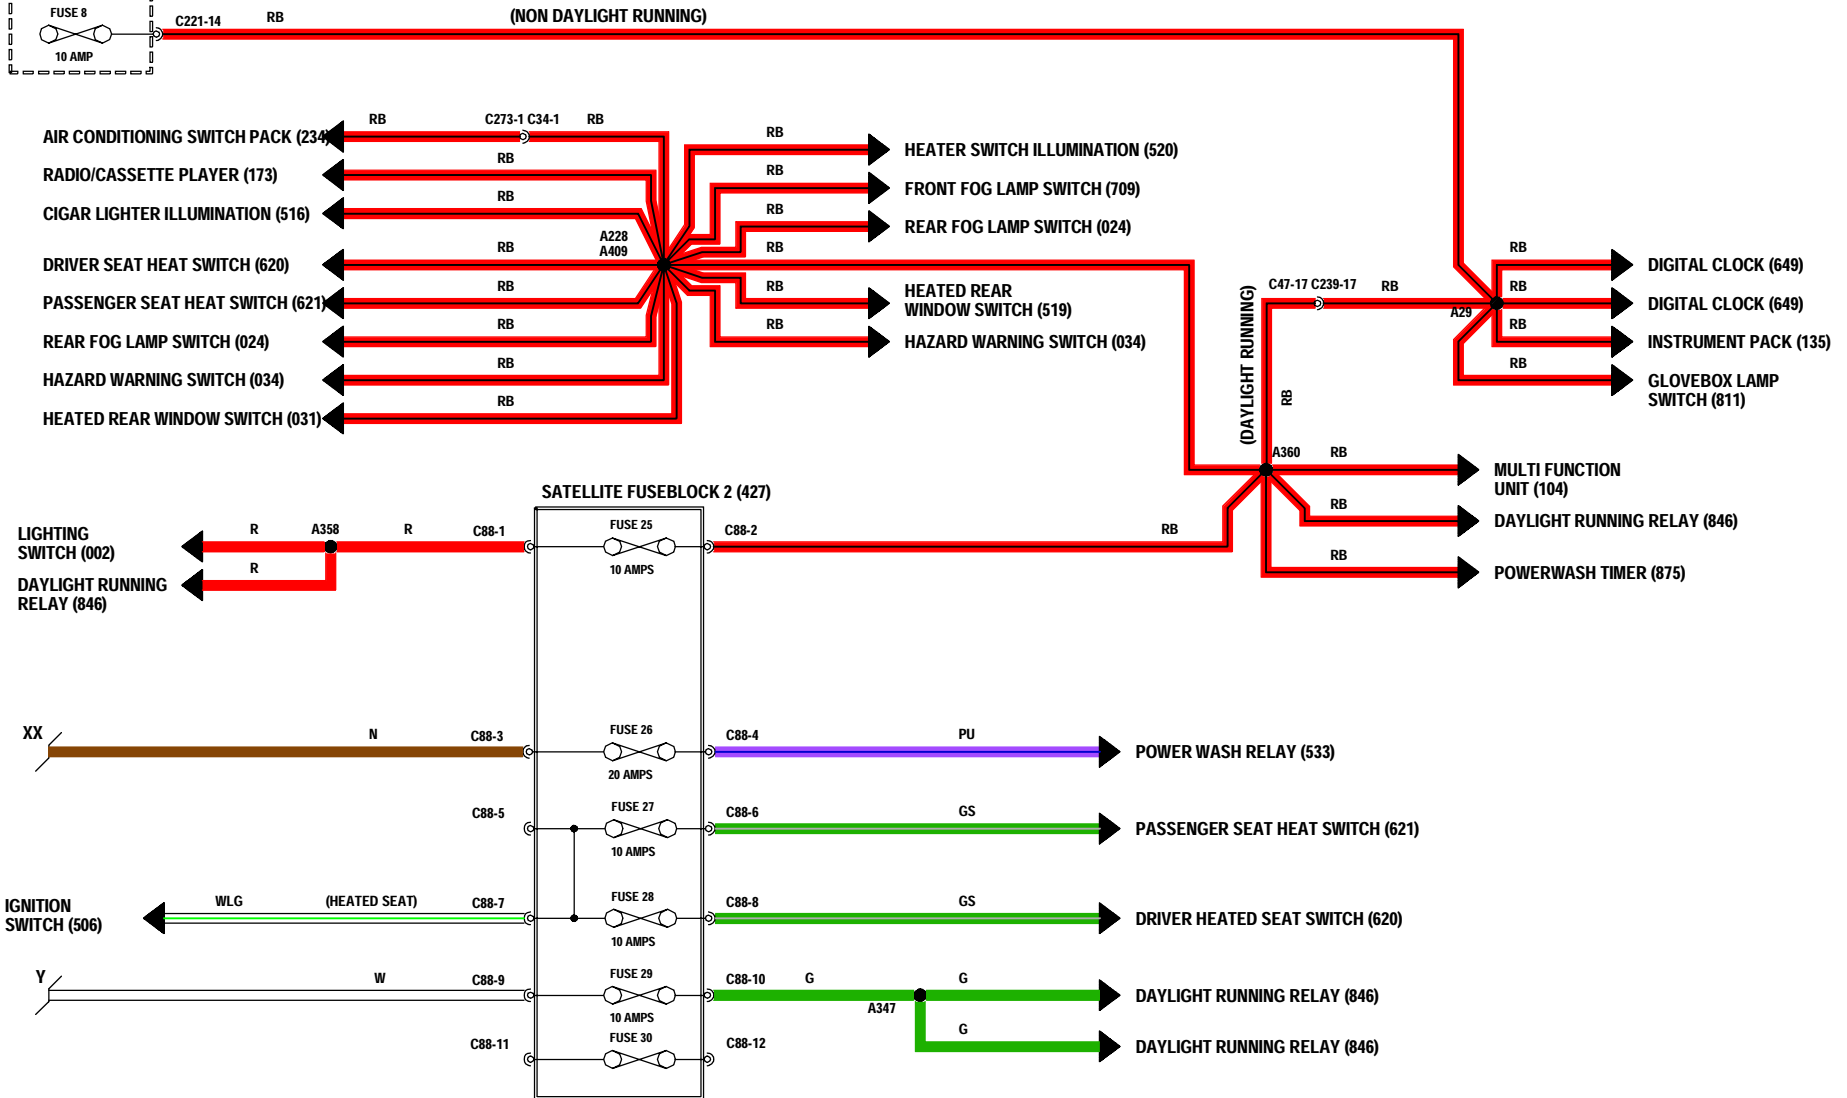 FUSE 8
10 AMP
C221-14
RB
(NON DAYLIGHT RUNNING)
AIR CONDITIONING SWITCH PACK (234)
RB
C273-1 C34-1
RB
RADIO/CASSETTE PLAYER (173)
RB
CIGAR LIGHTER ILLUMINATION (516)
RB
A228
A409
DRIVER SEAT HEAT SWITCH (620)
RB
PASSENGER SEAT HEAT SWITCH (621)
RB
REAR FOG LAMP SWITCH (024)
RB
HAZARD WARNING SWITCH (034)
RB
HEATED REAR WINDOW SWITCH (031)
RB
RB
HEATER SWITCH ILLUMINATION (520)
RB
FRONT FOG LAMP SWITCH (709)
RB
REAR FOG LAMP SWITCH (024)
RB
RB
HEATED REAR
WINDOW SWITCH (519)
RB
HAZARD WARNING SWITCH (034)
(DAYLIGHT RUNNING)
RB
C47-17 C239-17
RB
A29
RB
DIGITAL CLOCK (649)
RB
DIGITAL CLOCK (649)
RB
INSTRUMENT PACK (135)
RB
GLOVEBOX LAMP
SWITCH (811)
A360
RB
MULTI FUNCTION
UNIT (104)
RB
DAYLIGHT RUNNING RELAY (846)
RB
POWERWASH TIMER (875)
SATELLITE FUSEBLOCK 2 (427)
LIGHTING
SWITCH (002)
R
A358
R
C88-1
FUSE 25
10 AMPS
C88-2
RB
DAYLIGHT RUNNING
RELAY (846)
R
XX
N
C88-3
FUSE 26
20 AMPS
C88-4
PU
POWER WASH RELAY (533)
C88-5
FUSE 27
10 AMPS
C88-6
GS
PASSENGER SEAT HEAT SWITCH (621)
IGNITION
SWITCH (506)
WLG
(HEATED SEAT)
C88-7
FUSE 28
10 AMPS
C88-8
GS
DRIVER HEATED SEAT SWITCH (620)
Y
W
C88-9
FUSE 29
10 AMPS
C88-10
G
A347
G
DAYLIGHT RUNNING RELAY (846)
G
DAYLIGHT RUNNING RELAY (846)
C88-11
FUSE 30
C88-12